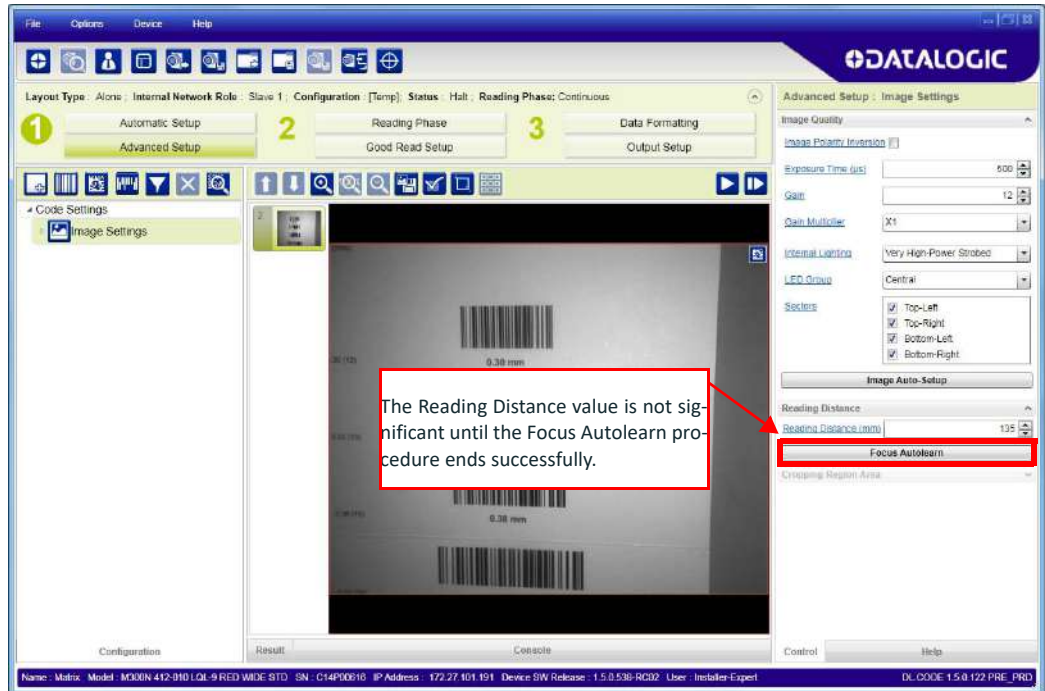 File Options Device Help
DATALOGIC
Layout Type : Alone ; Internal Network Role : Slave 1 ; Configuration : [Temp]; Status : Halt ; Reading Phase: Continuous
1 Automatic Setup
Advanced Setup
2 Reading Phase
Good Read Setup
3 Data Formatting
Output Setup
Code Settings
Image Settings
Configuration
2
0.30 mm
The Reading Distance value is not sig-
nificant until the Focus Autolearn pro-
cedure ends successfully.
0.38 mm
Result Console
Advanced Setup : Image Settings
Image Quality
Image Polarity Inversion
Exposure Time (µs) 500
Gain 12
Gain Multiplier X1
Internal Lighting Very High-Power Strobed
LED Group Central
Sectors Top-Left
Top-Right
Bottom-Left
Bottom-Right
Image Auto-Setup
Reading Distance
Reading Distance (mm) 135
Focus Autolearn
Cropping Region Area
Control Help
Name : Matrix Model : M300N 412-010 LQL-9 RED WIDE STD SN : C14P00616 IP Address : 172.27.101.191 Device SW Release : 1.5.0.538-RC02 User : Installer-Expert DL.CODE 1.5.0.122 PRE_PRD